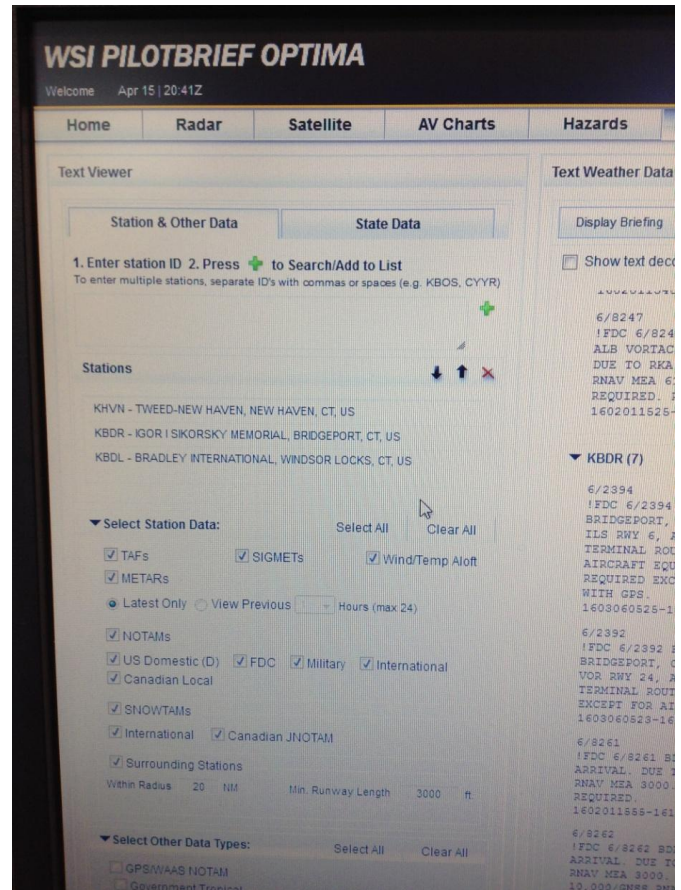 WSI PILOTBRIEF OPTIMA
Welcome Apr 15 | 20:41Z
Home Radar Satellite AV Charts Hazards
Text Viewer
Station & Other Data State Data
1. Enter station ID 2. Press to Search/Add to List
To enter multiple stations, separate ID's with commas or spaces (e.g. KBOS, CYYR)
Stations
KHVN - TWEED-NEW HAVEN, NEW HAVEN, CT, US
KBDR - IGOR I SIKORSKY MEMORIAL, BRIDGEPORT, CT, US
KBDL - BRADLEY INTERNATIONAL, WINDSOR LOCKS, CT, US
Select Station Data: Select All Clear All
TAFs SIGMETs Wind/Temp Aloft
METARs
Latest Only View Previous Hours (max 24)
NOTAMs
US Domestic (D) FDC Military International
Canadian Local
SNOWTAMs
International Canadian JNOTAM
Surrounding Stations
Within Radius 20 NM Min. Runway Length 3000 ft.
Select Other Data Types: Select All Clear All
GPS/WAAS NOTAM
Government Tropical
Text Weather Data
Display Briefing
Show text deco
6/8247
!FDC 6/824
ALB VORTAC
DUE TO RKA
RNAV MEA 6
REQUIRED.
1602011525-
KBDR (7)
6/2394
!FDC 6/2394
BRIDGEPORT,
ILS RWY 6, A
TERMINAL ROU
AIRCRAFT EQU
REQUIRED EXC
WITH GPS.
1603060525-1
6/2392
!FDC 6/2392
BRIDGEPORT, C
VOR RWY 24, A
TERMINAL ROUT
EXCEPT FOR AI
1603060523-16
6/8261
!FDC 6/8261 BD
ARRIVAL. DUE T
RNAV MEA 3000.
REQUIRED.
1602011555-161
6/8262
!FDC 6/8262 BD
ARRIVAL. DUE TO
RNAV MEA 3000.